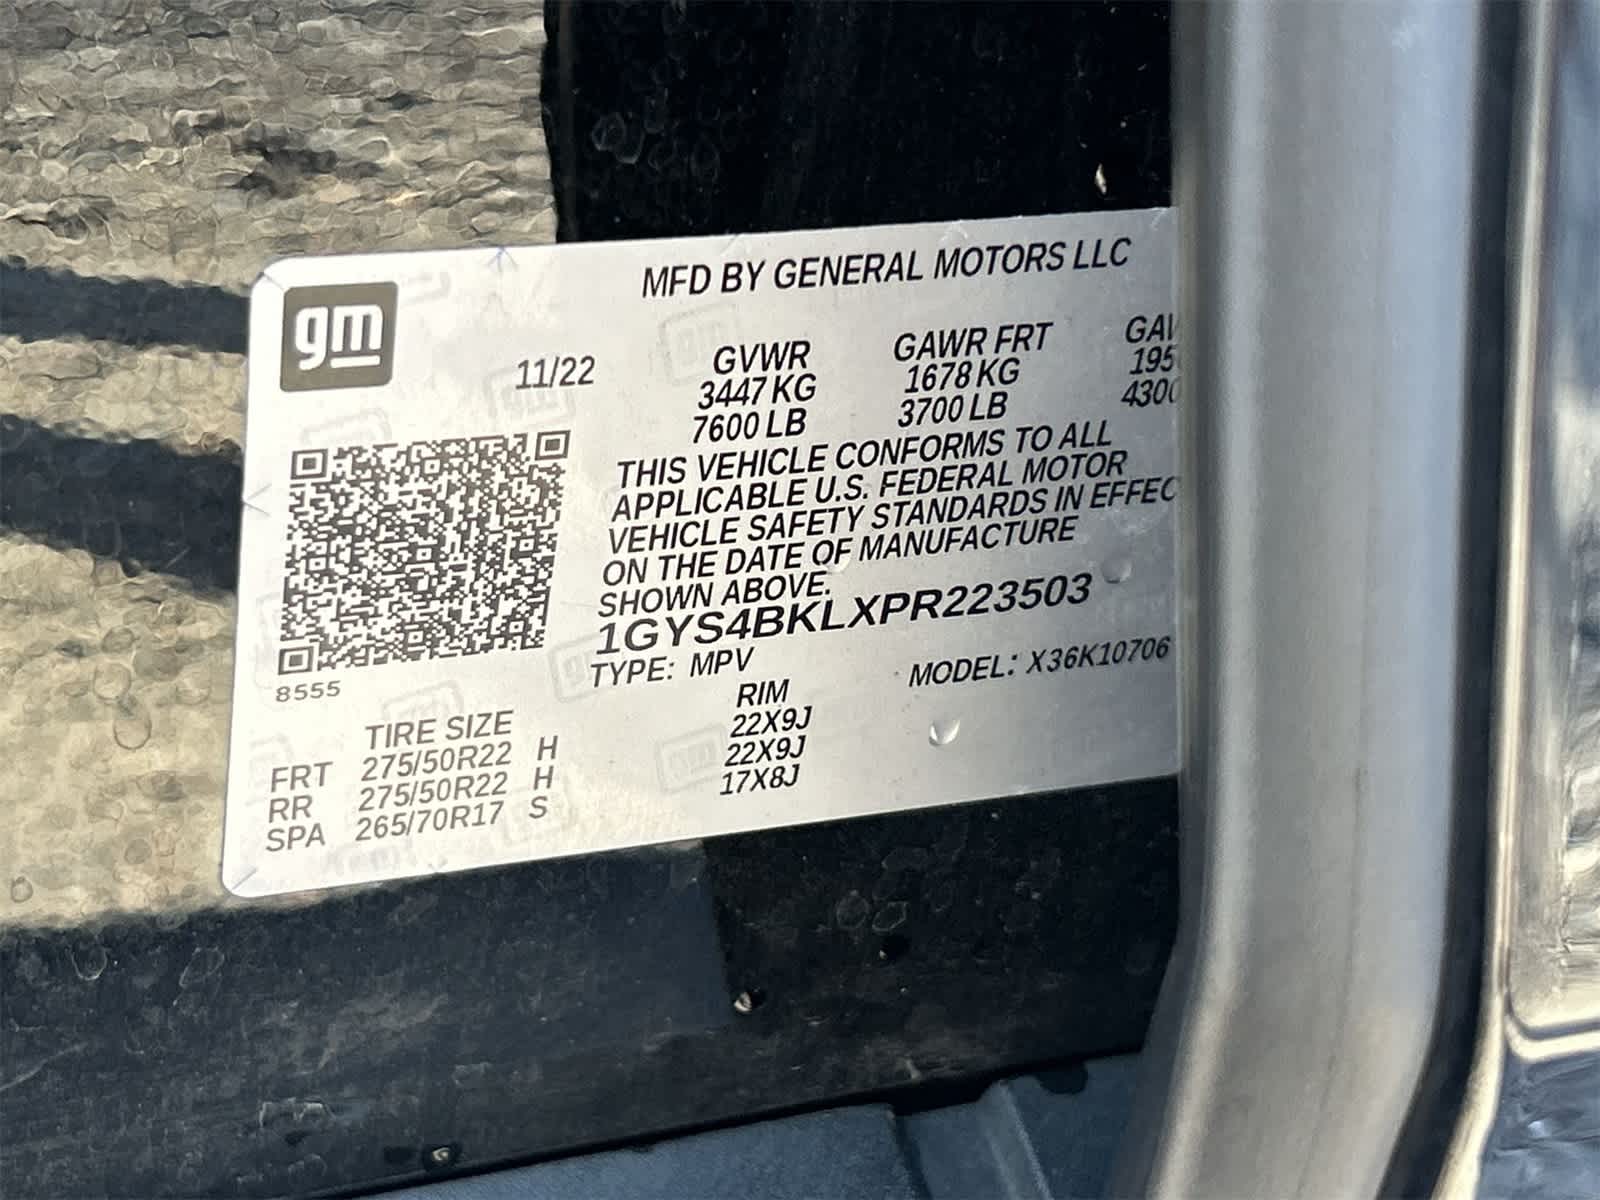 MFD BY GENERAL MOTORS LLC
gm
11/22
GVWR GAWR FRT
3447 KG 1678 KG
7600 LB 3700 LB 4300
THIS VEHICLE CONFORMS TO ALL
APPLICABLE U.S. FEDERAL MOTOR
VEHICLE SAFETY STANDARDS IN EFFEC
ON THE DATE OF MANUFACTURE
SHOWN ABOVE.
1GYS4BKLXPR223503
TYPE: MPV MODEL: X36K10706
8555
TIRE SIZE RIM
FRT 275/50R22 H 22X9J
RR 275/50R22 H 22X9J
SPA 265/70R17 S 17X8J